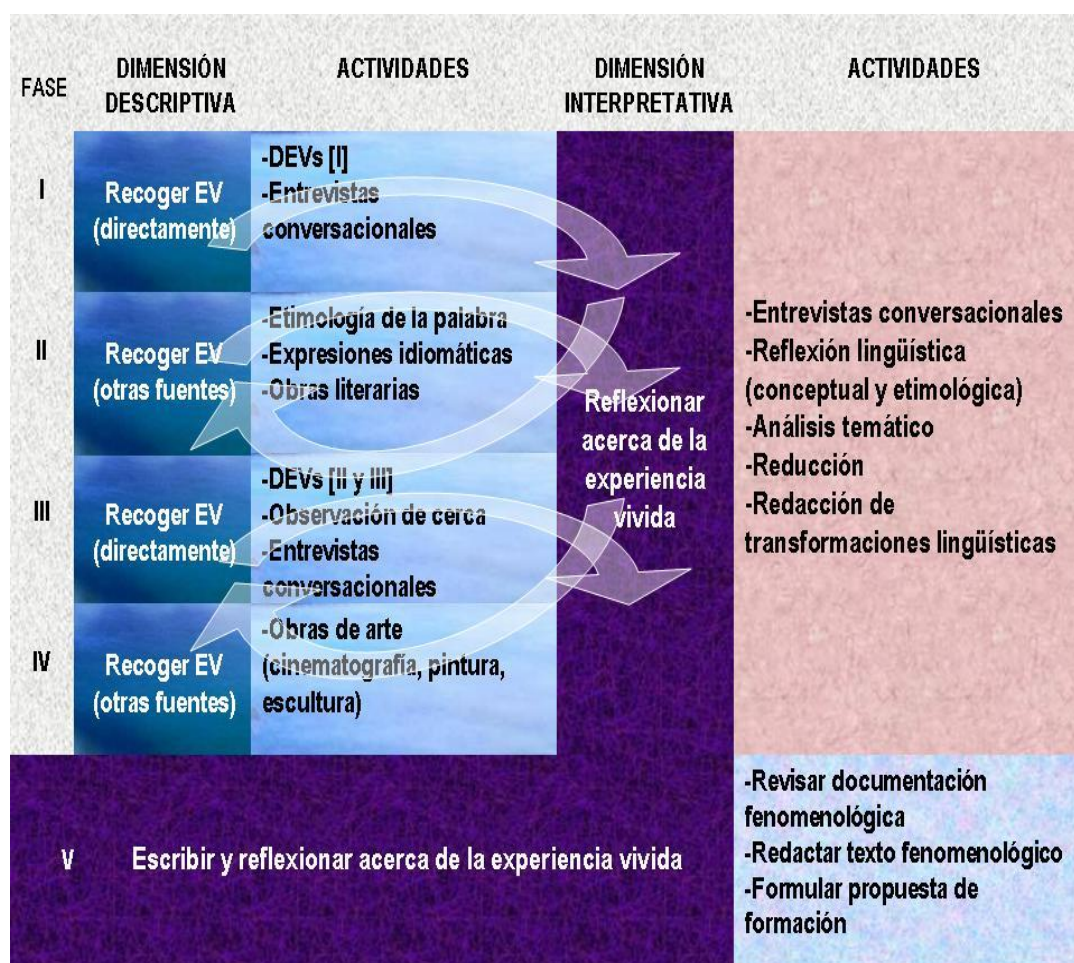 FASE
DIMENSIÓN
DESCRIPTIVA
ACTIVIDADES
DIMENSIÓN
INTERPRETATIVA
ACTIVIDADES
I
Recoger EV
(directamente)
-DEVs [I]
-Entrevistas
conversacionales
II
Recoger EV
(otras fuentes)
-Etimología de la palabra
-Expresiones idiomáticas
-Obras literarias
III
Recoger EV
(directamente)
-DEVs [II y III]
-Observación de cerca
-Entrevistas
conversacionales
IV
Recoger EV
(otras fuentes)
-Obras de arte
(cinematografía, pintura,
escultura)
Reflexionar
acerca de la
experiencia
vivida
-Entrevistas conversacionales
-Reflexión lingüística
(conceptual y etimológica)
-Análisis temático
-Reducción
-Redacción de
transformaciones lingüísticas
V
Escribir y reflexionar acerca de la experiencia vivida
-Revisar documentación
fenomenológica
-Redactar texto fenomenológico
-Formular propuesta de
formación